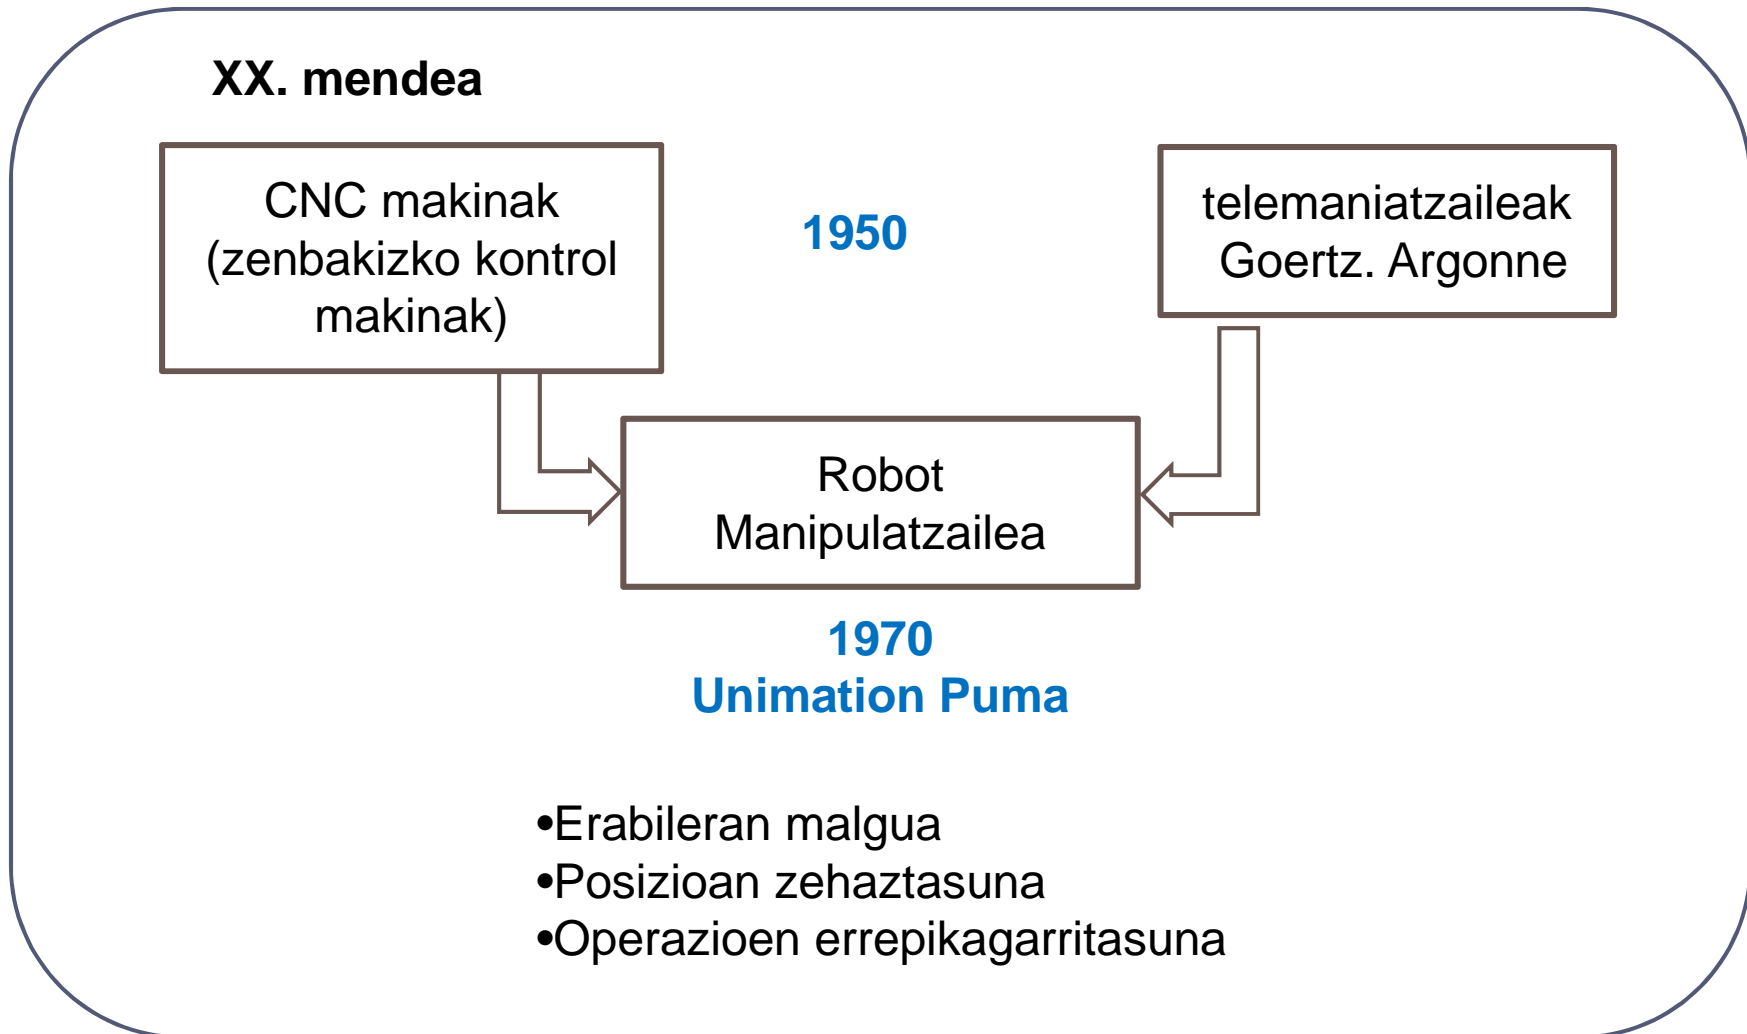 XX. mendea
CNC makinak
(zenbakizko kontrol
makinak)
1950
telemaniatzaileak
Goertz. Argonne
Robot
Manipulatzailea
1970
Unimation Puma
•Erabileran malgua
•Posizioan zehaztasuna
•Operazioen errepikagarritasuna